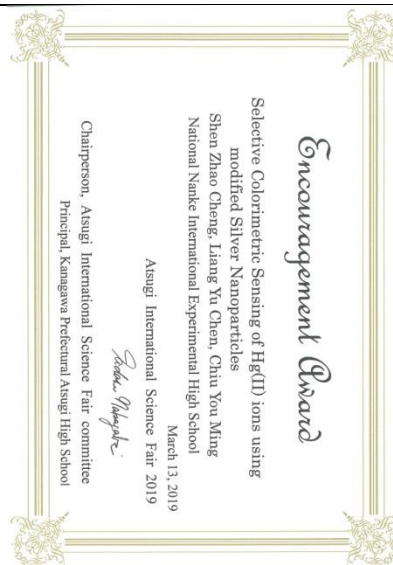 Encouragement Award
Selective Colorimetric Sensing of Hg(II) ions using
modified Silver Nanoparticles
Shen Zhao Cheng, Liang Yu Chen, Chiu You Ming
National Nanke International Experimental High School
March 13, 2019
Atsugi International Science Fair 2019
Chairperson, Atsugi International Science Fair committee
Principal, Kanagawa Prefectural Atsugi High School